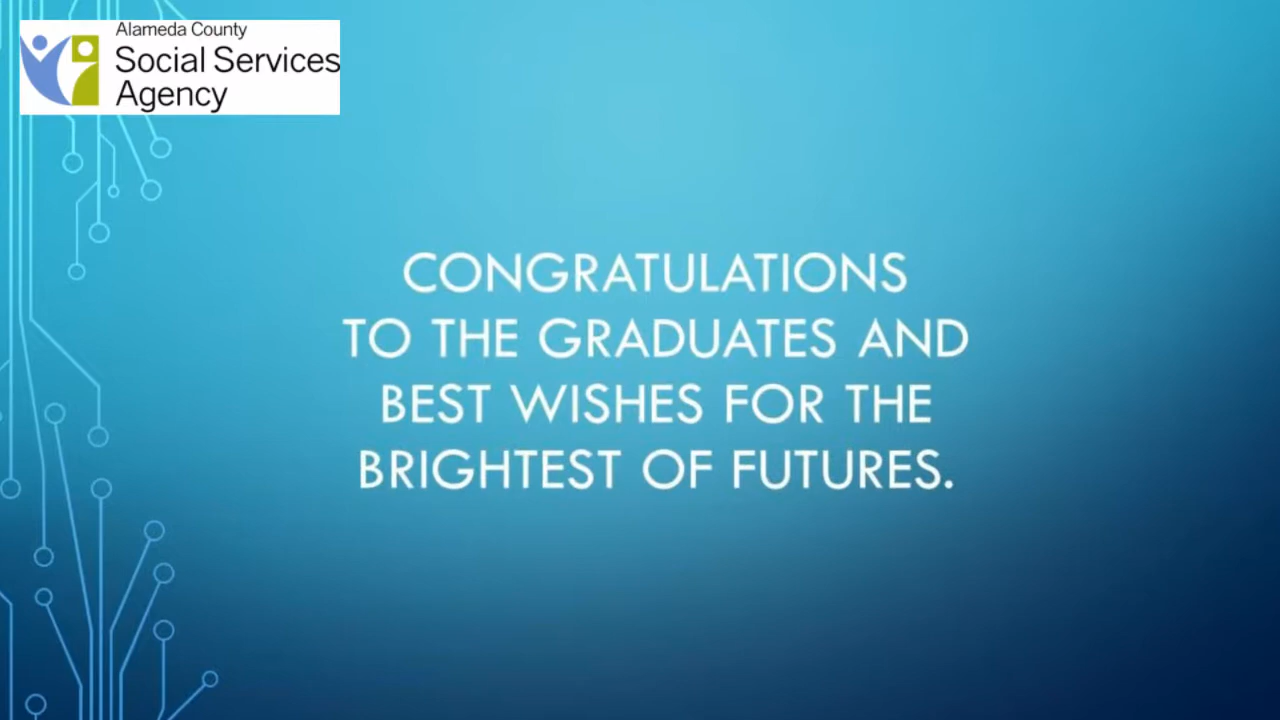 Alameda County
Social Services
Agency
CONGRATULATIONS
TO THE GRADUATES AND
BEST WISHES FOR THE
BRIGHTEST OF FUTURES.